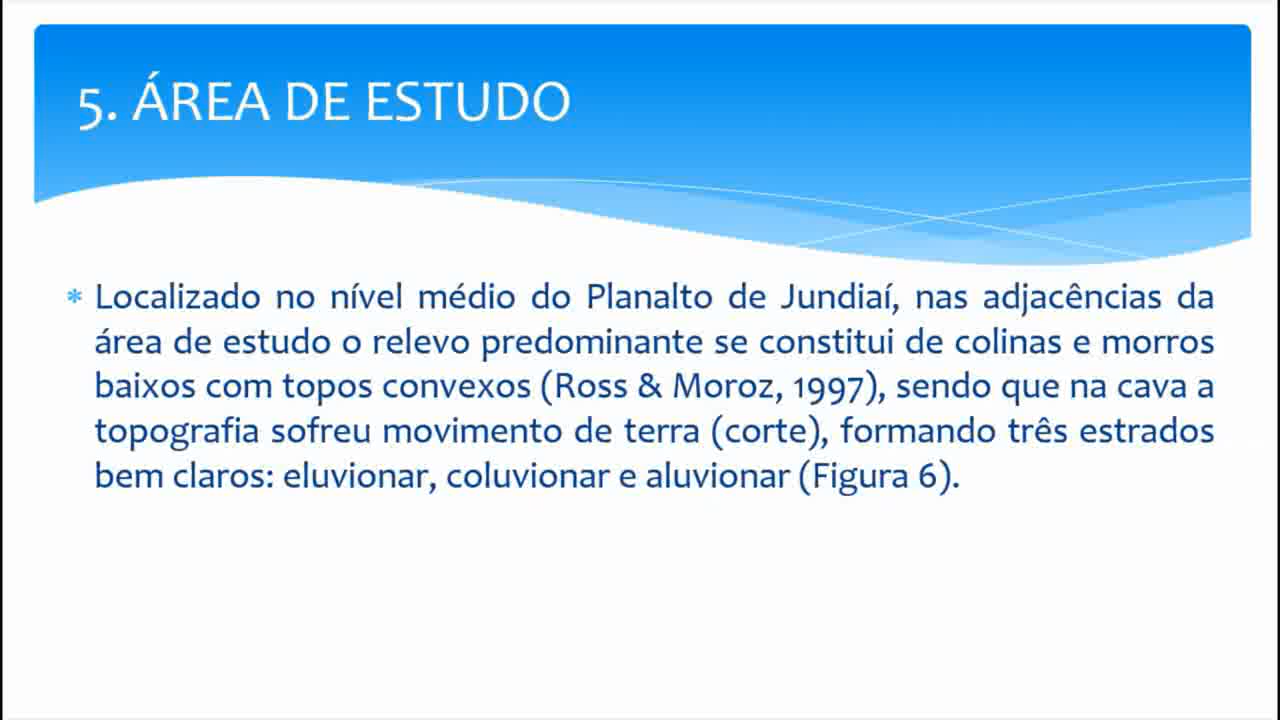 5. ÁREA DE ESTUDO
* Localizado no nível médio do Planalto de Jundiaí, nas adjacências da
área de estudo o relevo predominante se constitui de colinas e morros
baixos com topos convexos (Ross & Moroz, 1997), sendo que na cava a
topografia sofreu movimento de terra (corte), formando três estrados
bem claros: eluvionar, coluvionar e aluvionar (Figura 6).